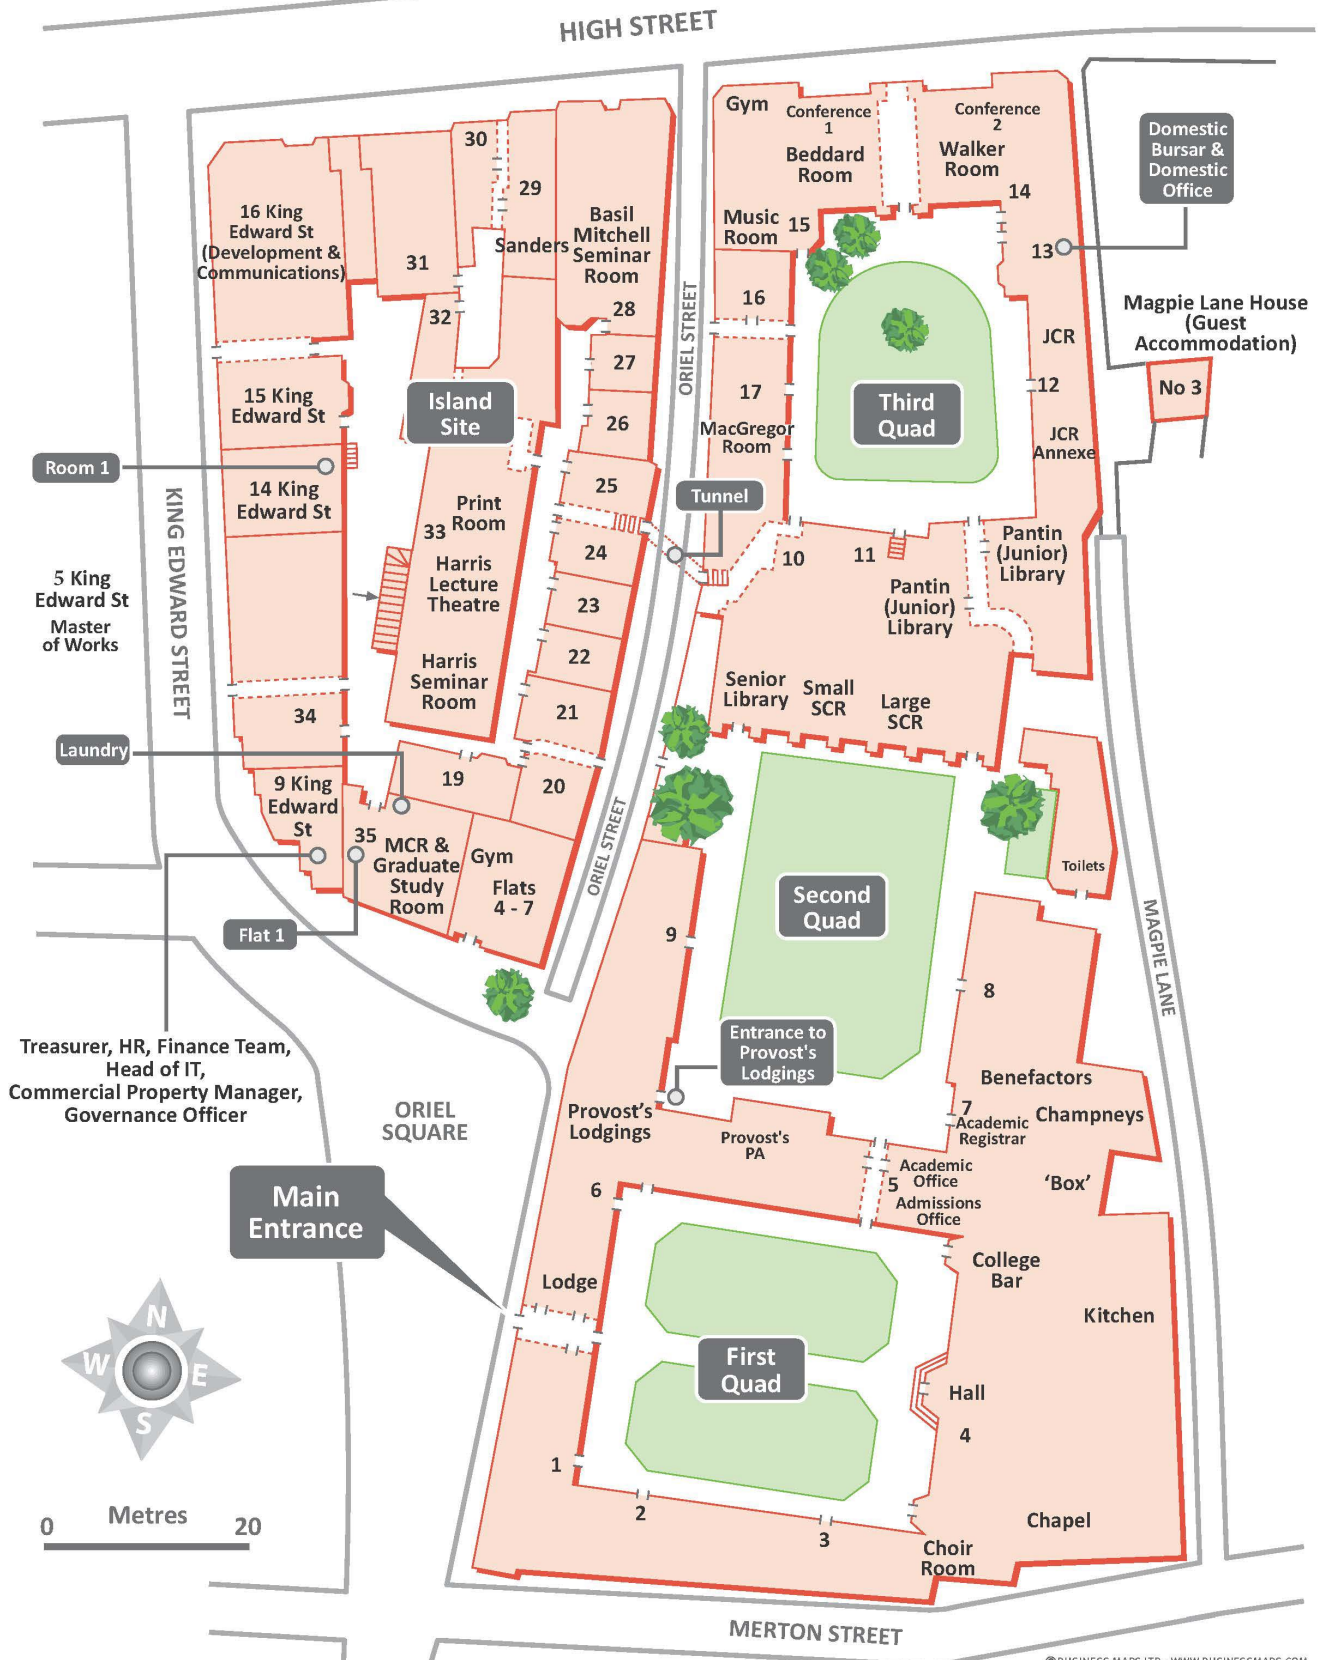 HIGH STREET
Gym
Conference
1
Beddard
Room
Conference
2
Walker
Room
14
Domestic
Bursar &
Domestic
Office
30
29
Sanders
16 King
Edward St
(Development &
Communications)
31
32
Basil
Mitchell
Seminar
Room
28
27
26
25
24
23
22
21
20
Music
Room
15
13
16
17
MacGregor
Room
ORIEL STREET
Third
Quad
JCR
12
JCR
Annexe
Magpie Lane House
(Guest
Accommodation)
No 3
15 King
Edward St
Island
Site
Room 1
14 King
Edward St
KING EDWARD STREET
Print
Room
33
Harris
Lecture
Theatre
Harris
Seminar
Room
Tunnel
10
11
Pantin
(Junior)
Library
Pantin
(Junior)
Library
5 King
Edward St
Master
of Works
Senior
Library
Small
SCR
Large
SCR
34
Laundry
19
9 King
Edward
St
35
MCR &
Graduate
Study
Room
Gym
Flats
4 - 7
Flat 1
ORIEL STREET
Toilets
Second
Quad
MAGPIE LANE
9
8
Entrance to
Provost's
Lodgings
Treasurer, HR, Finance Team,
Head of IT,
Commercial Property Manager,
Governance Officer
ORIEL
SQUARE
Provost’s
Lodgings
Provost's
PA
Benefactors
7
Academic
Registrar
Champneys
Academic
Office
5
Admissions
Office
‘Box’
6
Main
Entrance
Lodge
College
Bar
Kitchen
First
Quad
Hall
4
N
W
E
S
1
2
3
Chapel
Choir
Room
Metres
0
20
MERTON STREET
© BUSINESS MAPS LTD - WWW.BUSINESSMAPS.COM